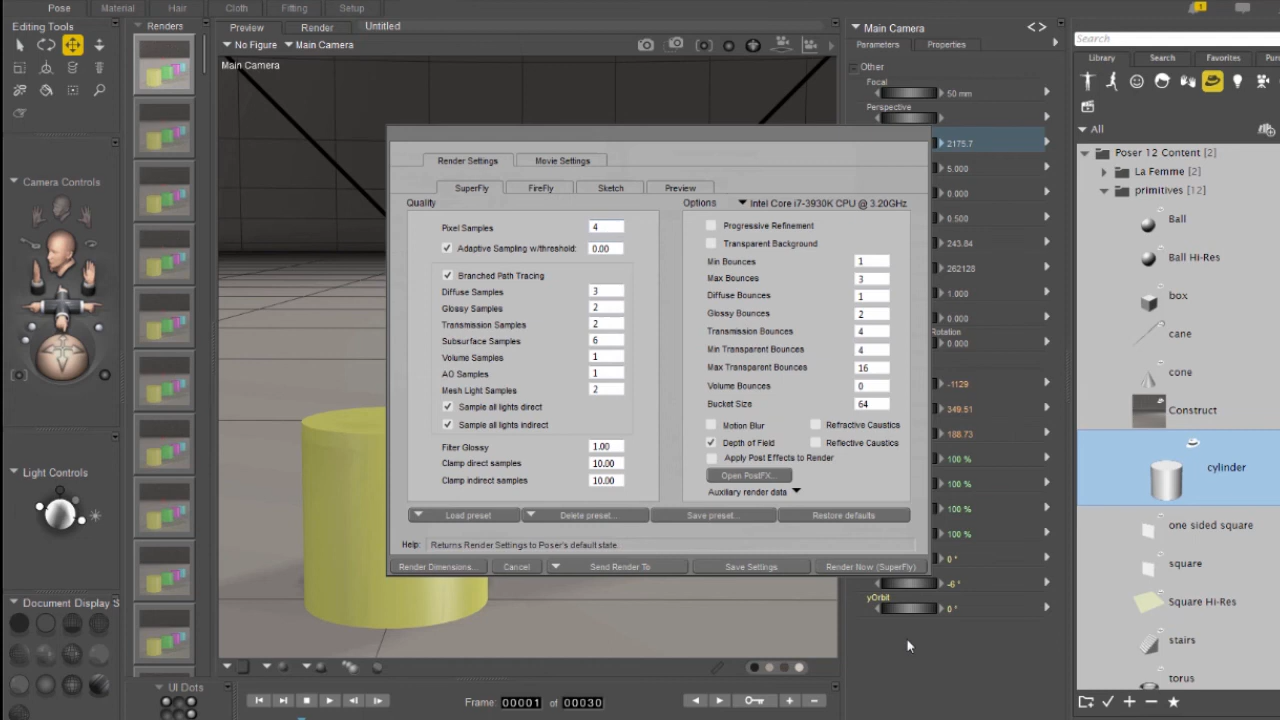 Pose Material Hair Cloth Fitting Setup 1
Editing Tools
Renders
Preview Render Untitled
No Figure Main Camera
Main Camera
Main Camera <>
Parameters Properties
Other
Focal
50 mm
Perspective
2175.7
5.000
0.000
0.500
243.84
262128
1.000
0.000
Rotation
0.000
-1129
349.51
188.73
100 %
100 %
100 %
100 %
0 °
-6 °
yOrbit
0 °
Search
Library Search Favorites
All
Poser 12 Content [2]
La Femme [2]
primitives [12]
Ball
Ball Hi-Res
box
cane
cone
Construct
cylinder
one sided square
square
Square Hi-Res
stairs
torus
Camera Controls
Light Controls
Document Display S
UI Dots
Render Settings Movie Settings
SuperFly FireFly Sketch Preview
Quality
Pixel Samples 4
Adaptive Sampling w/threshold: 0.00
Branched Path Tracing
Diffuse Samples 3
Glossy Samples 2
Transmission Samples 2
Subsurface Samples 6
Volume Samples 1
AO Samples 1
Mesh Light Samples 2
Sample all lights direct
Sample all lights indirect
Filter Glossy 1.00
Clamp direct samples 10.00
Clamp indirect samples 10.00
Options Intel Core i7-3930K CPU @ 3.20GHz
Progressive Refinement
Transparent Background
Min Bounces 1
Max Bounces 3
Diffuse Bounces 1
Glossy Bounces 2
Transmission Bounces 4
Min Transparent Bounces 4
Max Transparent Bounces 16
Volume Bounces 0
Bucket Size 64
Motion Blur Refractive Caustics
Depth of Field Reflective Caustics
Apply Post Effects to Render
Open PostFX...
Auxiliary render data
Load preset Delete preset... Save preset... Restore defaults
Help: Returns Render Settings to Poser's default state.
Render Dimensions... Cancel Send Render To Save Settings Render Now (SuperFly)
Frame 00001 of 00030